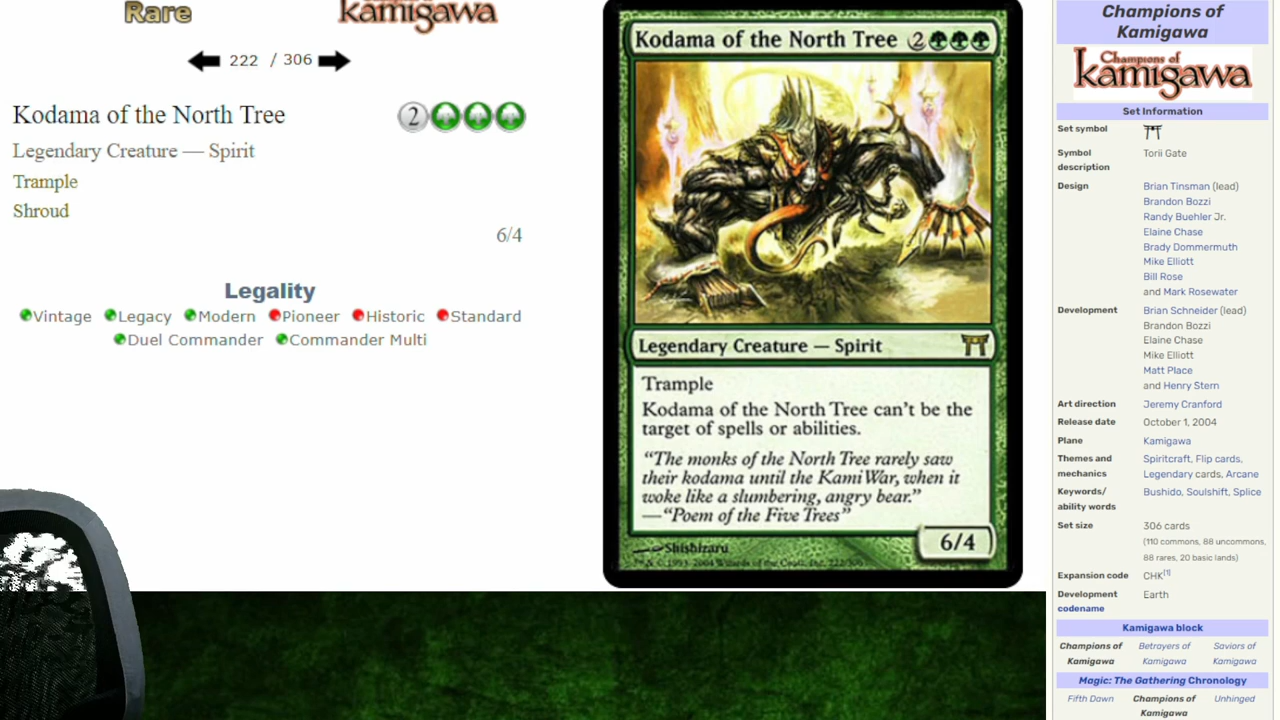 Rare
kamigawa
222 / 306
Kodama of the North Tree 2
Legendary Creature — Spirit
Trample
Shroud
6/4
Legality
Vintage Legacy Modern Pioneer Historic Standard
Duel Commander Commander Multi
Kodama of the North Tree 2
Legendary Creature — Spirit
Trample
Kodama of the North Tree can't be the
target of spells or abilities.
“The monks of the North Tree rarely saw
their kodama until the Kami War, when it
woke like a slumbering, angry bear.”
—“Poem of the Five Trees”
6/4
Shishizaru
Champions of
Kamigawa
Champions of
kamigawa
Set Information
Set symbol
Symbol description Torii Gate
Design Brian Tinsman (lead)
Brandon Bozzi
Randy Buehler Jr.
Elaine Chase
Brady Dommermuth
Mike Elliott
Bill Rose
and Mark Rosewater
Development Brian Schneider (lead)
Brandon Bozzi
Elaine Chase
Mike Elliott
Matt Place
and Henry Stern
Art direction Jeremy Cranford
Release date October 1, 2004
Plane Kamigawa
Themes and mechanics Spiritcraft, Flip cards,
Legendary cards, Arcane
Keywords/ability words Bushido, Soulshift, Splice
Set size 306 cards
(110 commons, 88 uncommons,
88 rares, 20 basic lands)
Expansion code CHK[1]
Development codename Earth
Kamigawa block
Champions of Kamigawa Betrayers of Kamigawa Saviors of Kamigawa
Magic: The Gathering Chronology
Fifth Dawn Champions of Kamigawa Unhinged